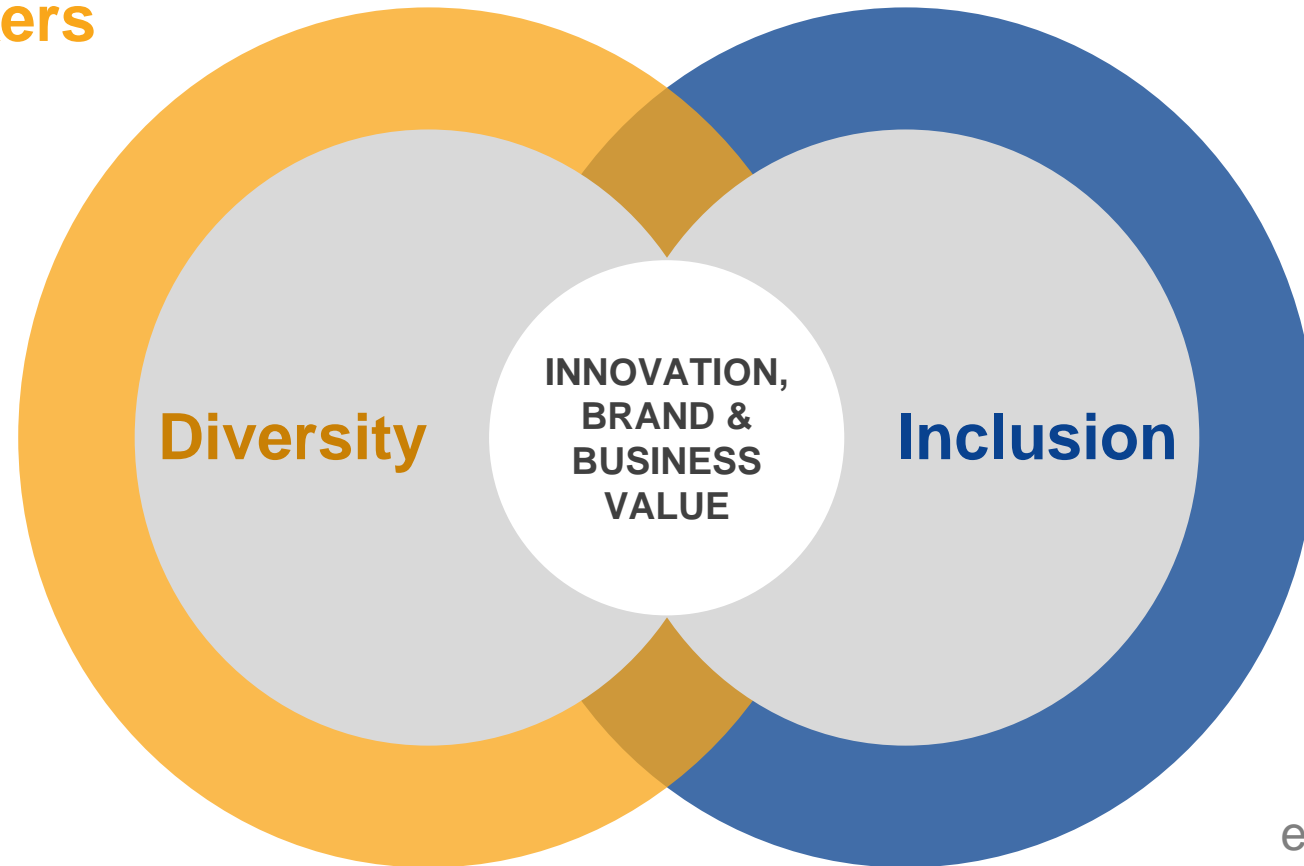 ers
INNOVATION,
BRAND &
BUSINESS
VALUE
Diversity
Inclusion
e